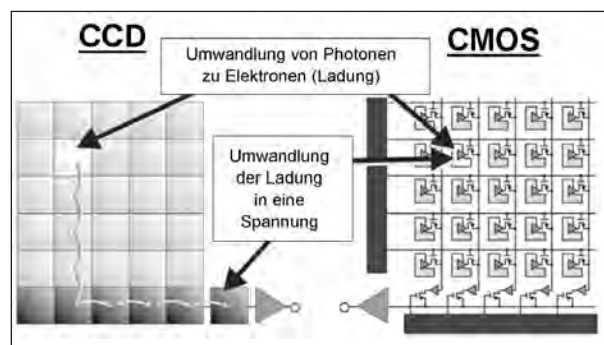 CCD
Umwandlung von Photonen
zu Elektronen (Ladung)
CMOS
Umwandlung
der Ladung
in eine
Spannung